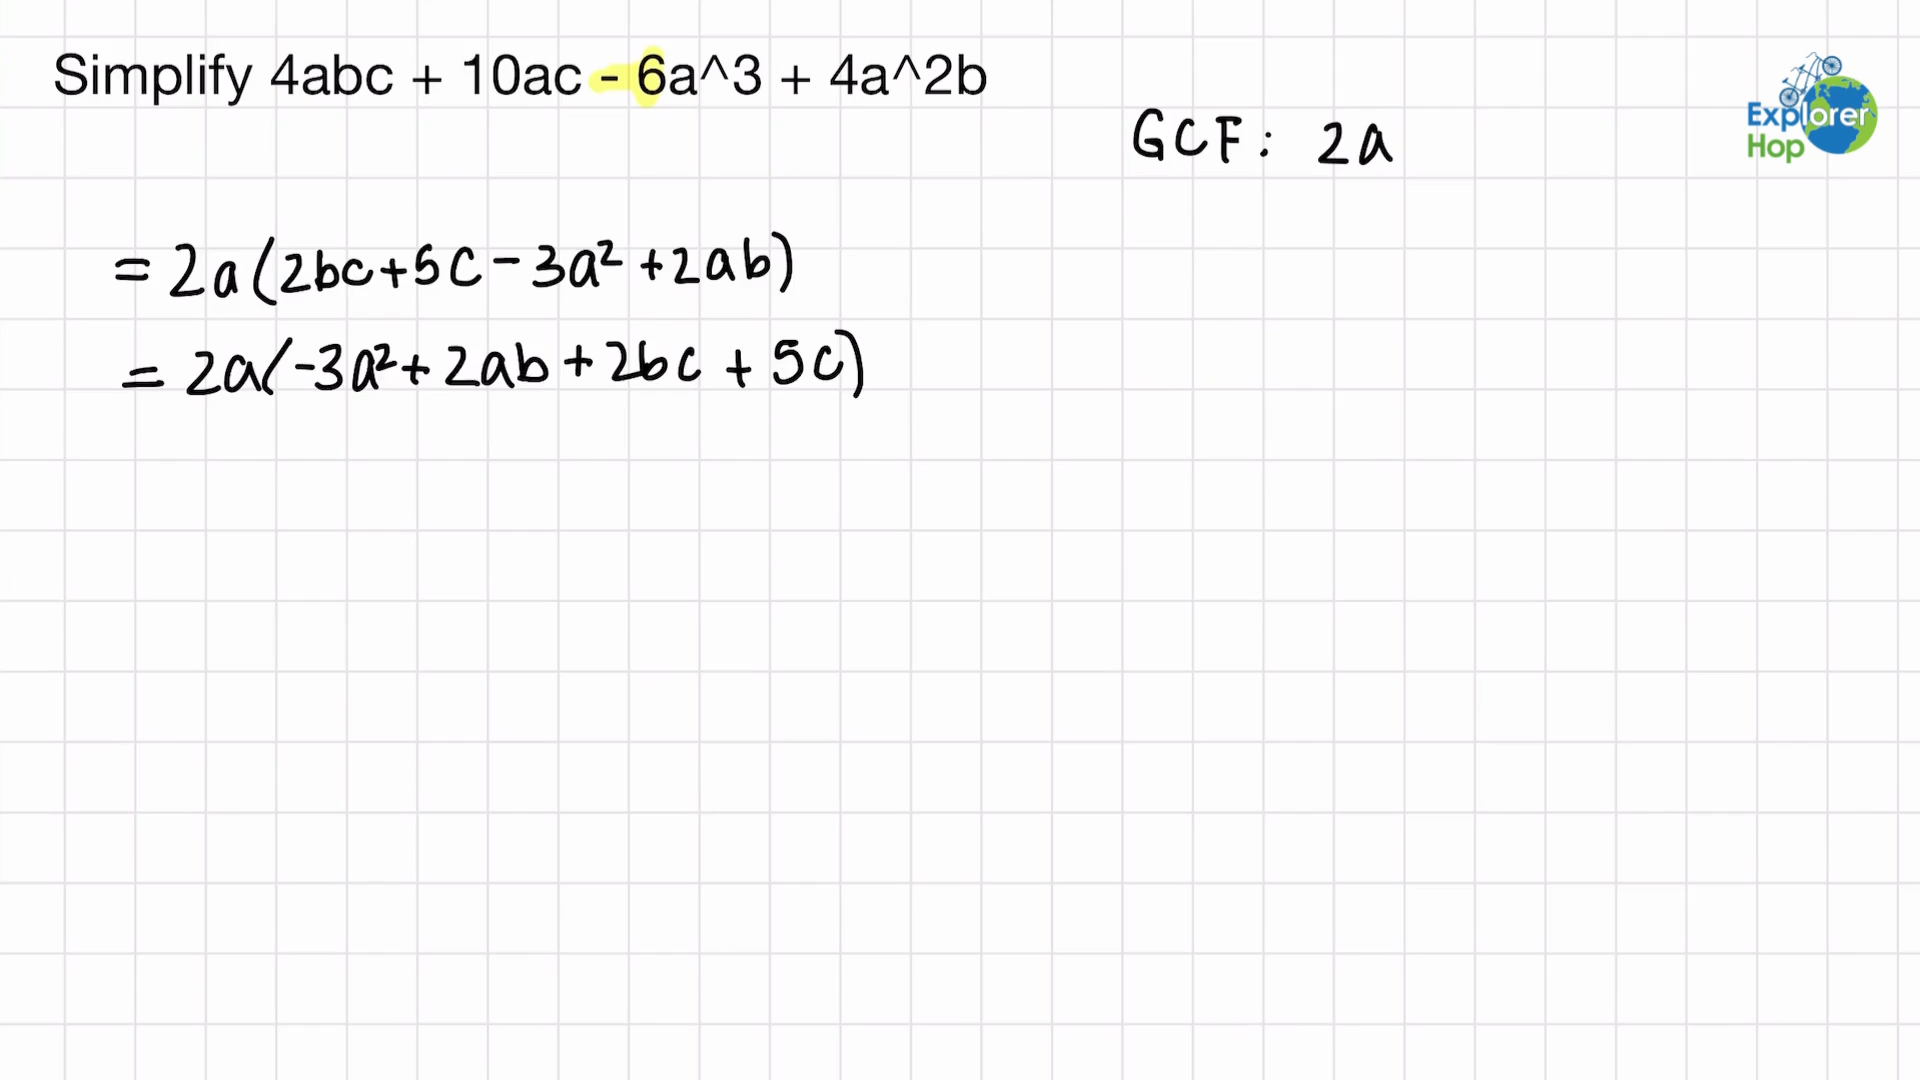 Simplify 4abc + 10ac - 6a^3 + 4a^2b
Explorer
Hop
GCF: 2a
= 2a(2bc+5c-3a²+2ab)
= 2a(-3a²+2ab+2bc+5c)